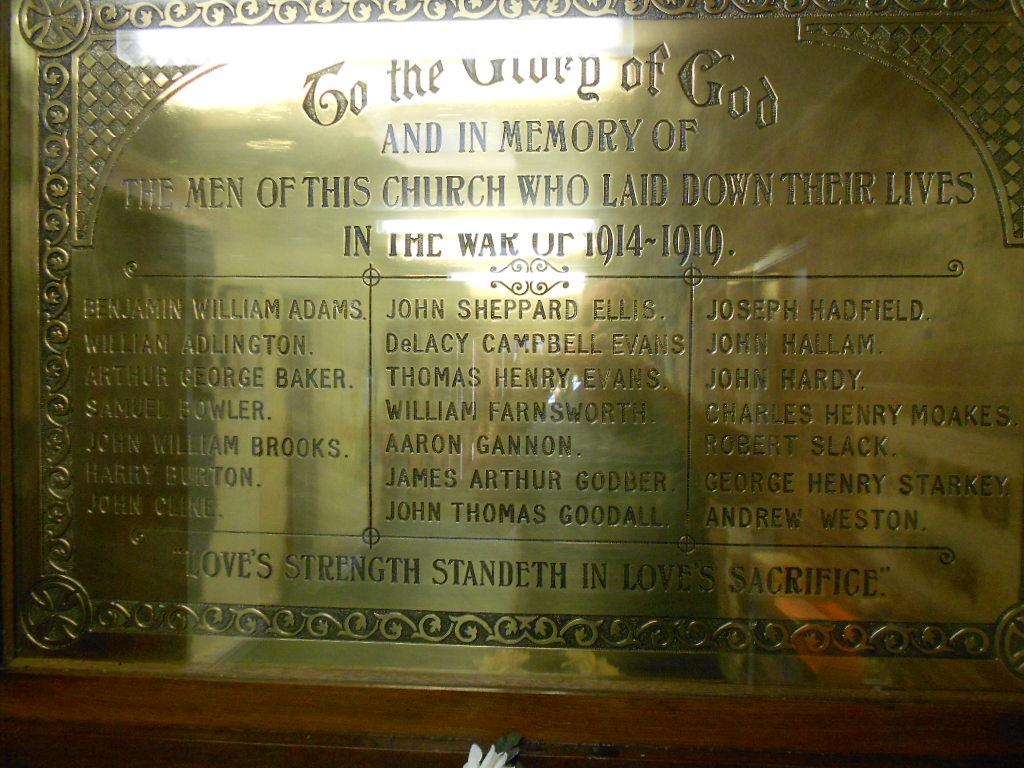 To the Glory of God
AND IN MEMORY OF
THE MEN OF THIS CHURCH WHO LAID DOWN THEIR LIVES
IN THE WAR OF 1914~1919.
BENJAMIN WILLIAM ADAMS.
WILLIAM ADLINGTON.
ARTHUR GEORGE BAKER.
SAMUEL BOWLER.
JOHN WILLIAM BROOKS.
HARRY BURTON.
JOHN CLINE.
JOHN SHEPPARD ELLIS.
DeLACY CAMPBELL EVANS
THOMAS HENRY EVANS.
WILLIAM FARNSWORTH.
AARON GANNON.
JAMES ARTHUR GODBER.
JOHN THOMAS GOODALL.
JOSEPH HADFIELD.
JOHN HALLAM.
JOHN HARDY.
CHARLES HENRY MOAKES.
ROBERT SLACK.
GEORGE HENRY STARKEY.
ANDREW WESTON.
"LOVE'S STRENGTH STANDETH IN LOVE'S SACRIFICE"